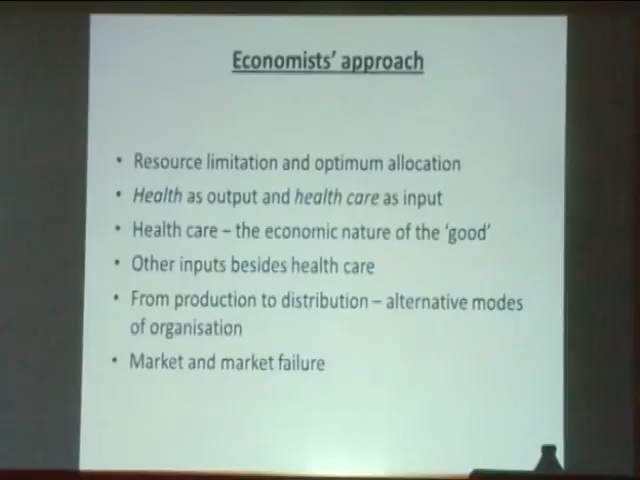 Economists' approach
• Resource limitation and optimum allocation
• Health as output and health care as input
• Health care – the economic nature of the 'good'
• Other inputs besides health care
• From production to distribution – alternative modes
of organisation
• Market and market failure